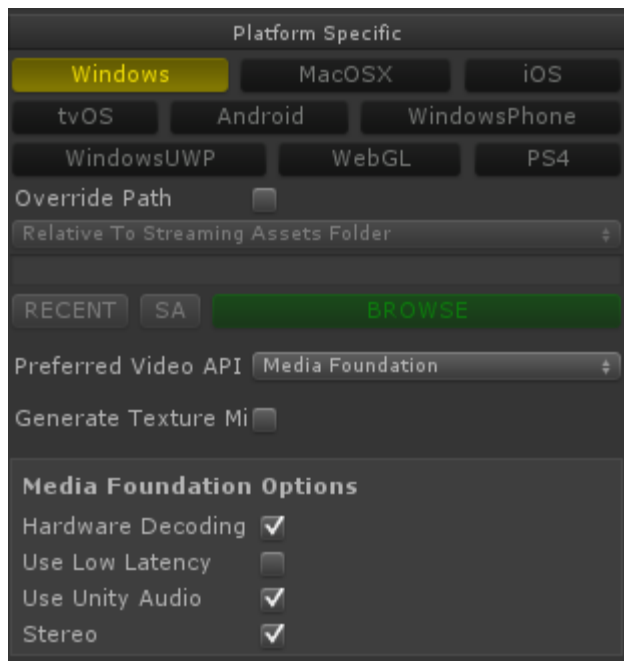 Platform Specific
Windows MacOSX iOS
tvOS Android WindowsPhone
WindowsUWP WebGL PS4
Override Path
Relative To Streaming Assets Folder
RECENT SA BROWSE
Preferred Video API Media Foundation
Generate Texture Mi
Media Foundation Options
Hardware Decoding
Use Low Latency
Use Unity Audio
Stereo